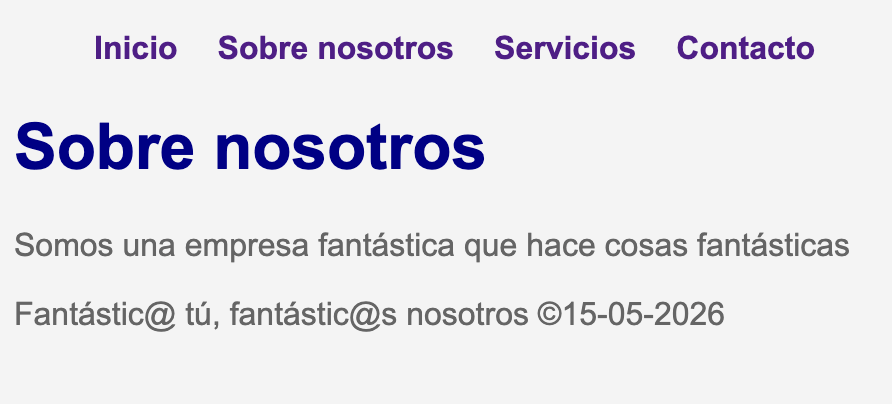 Inicio Sobre nosotros Servicios Contacto
Sobre nosotros
Somos una empresa fantástica que hace cosas fantásticas
Fantástic@ tú, fantástic@s nosotros ©15-05-2026